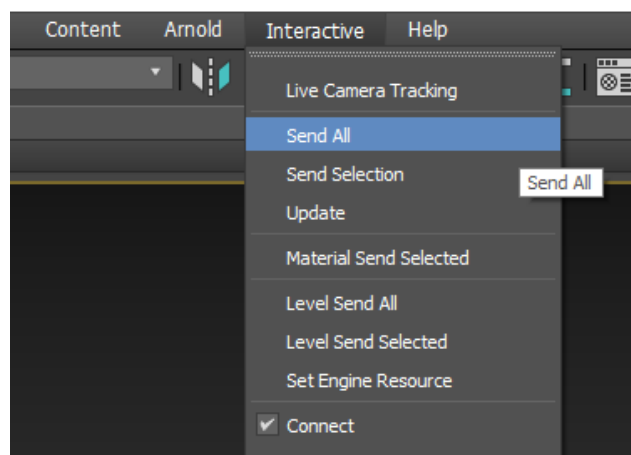 Content Arnold Interactive Help
Live Camera Tracking
Send All
Send Selection
Send All
Update
Material Send Selected
Level Send All
Level Send Selected
Set Engine Resource
Connect